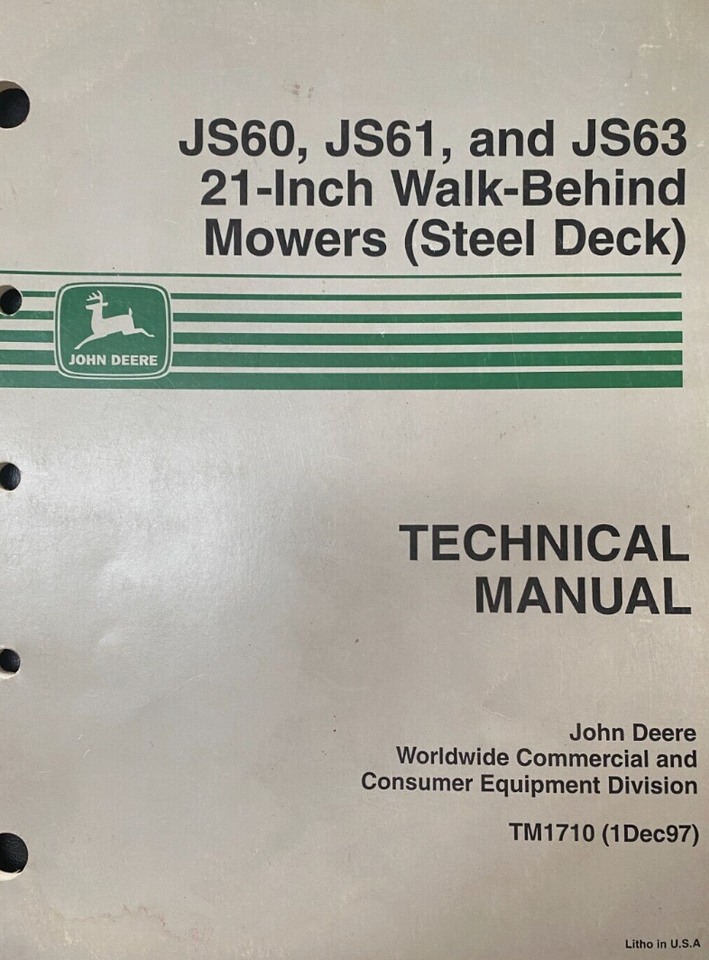 JS60, JS61, and JS63
21-Inch Walk-Behind
Mowers (Steel Deck)
JOHN DEERE
TECHNICAL
MANUAL
John Deere
Worldwide Commercial and
Consumer Equipment Division
TM1710 (1Dec97)
Litho in U.S.A